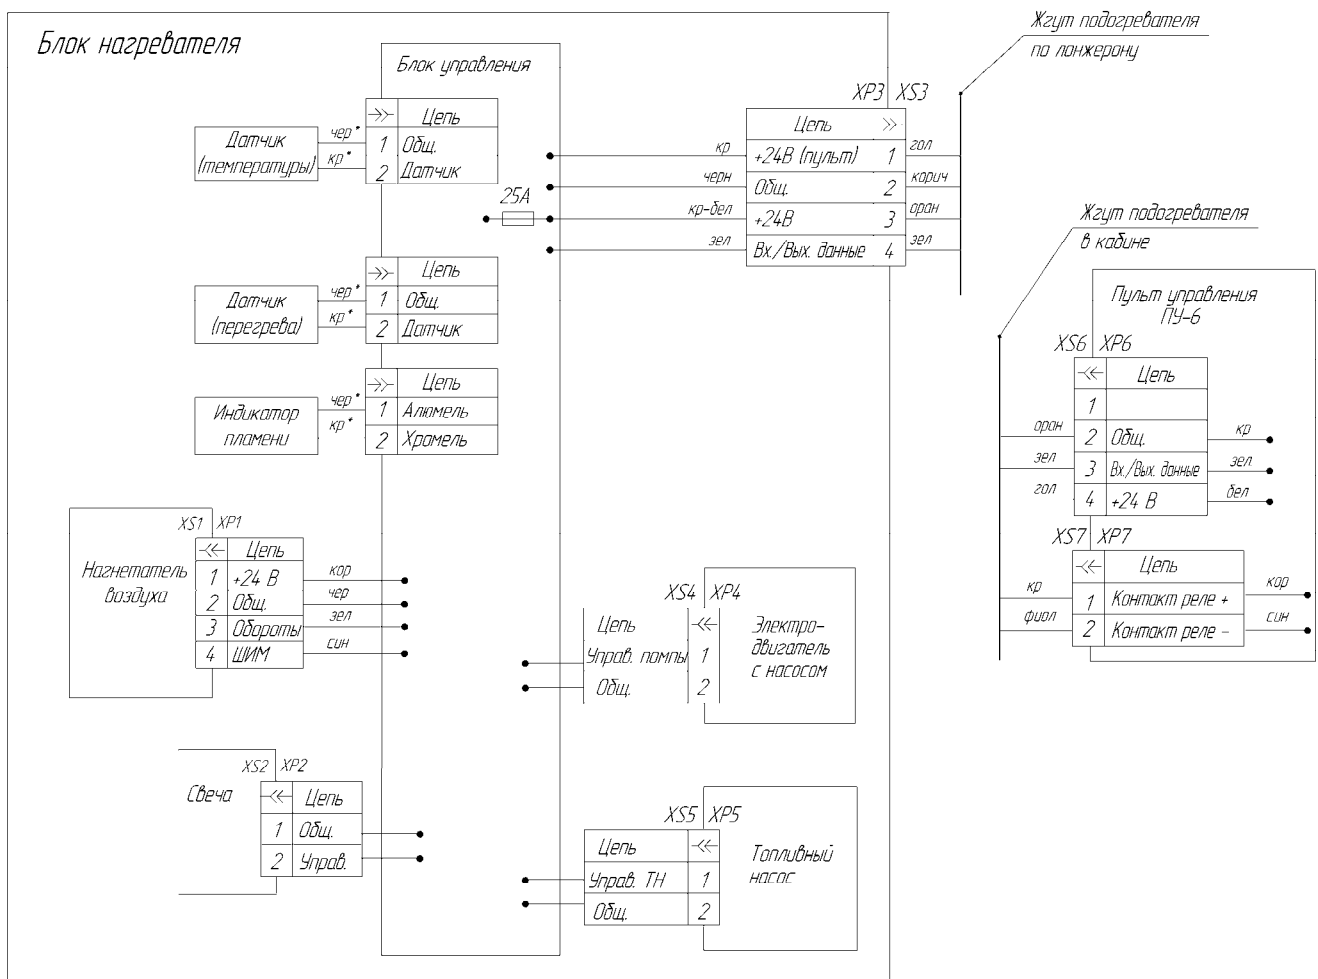 Блок нагревателя
Блок управления
Цепь
1 Общ.
2 Датчик
Датчик
(температуры)
чер*
кр*
25А
кр
черн
кр-бел
зел
XP3 XS3
Цепь
+24В (пульт) 1
Общ. 2
+24В 3
Вх./Вых. данные 4
гол
корич
оран
зел
Жгут подогревателя
по лонжерону
Датчик
(перегрева)
чер*
кр*
Цепь
1 Общ.
2 Датчик
Индикатор
пламени
чер*
кр*
Цепь
1 Алюмель
2 Хромель
Жгут подогревателя
в кабине
Пульт управления
ПУ-6
XS6 XP6
Цепь
1
2 Общ.
3 Вх./Вых. данные
4 +24 В
оран
зел
гол
кр
зел
бел
XS7 XP7
Цепь
1 Контакт реле +
2 Контакт реле -
кр
фиол
кор
син
Нагнетатель
воздуха
XS1 XP1
Цепь
1 +24 В
2 Общ.
3 Обороты
4 ШИМ
кор
чер
зел
син
XS4 XP4
Цепь
Управ. помпы 1
Общ. 2
Электро-
двигатель
с насосом
Свеча
XS2 XP2
Цепь
1 Общ.
2 Управ.
XS5 XP5
Цепь
Управ. ТН 1
Общ. 2
Топливный
насос